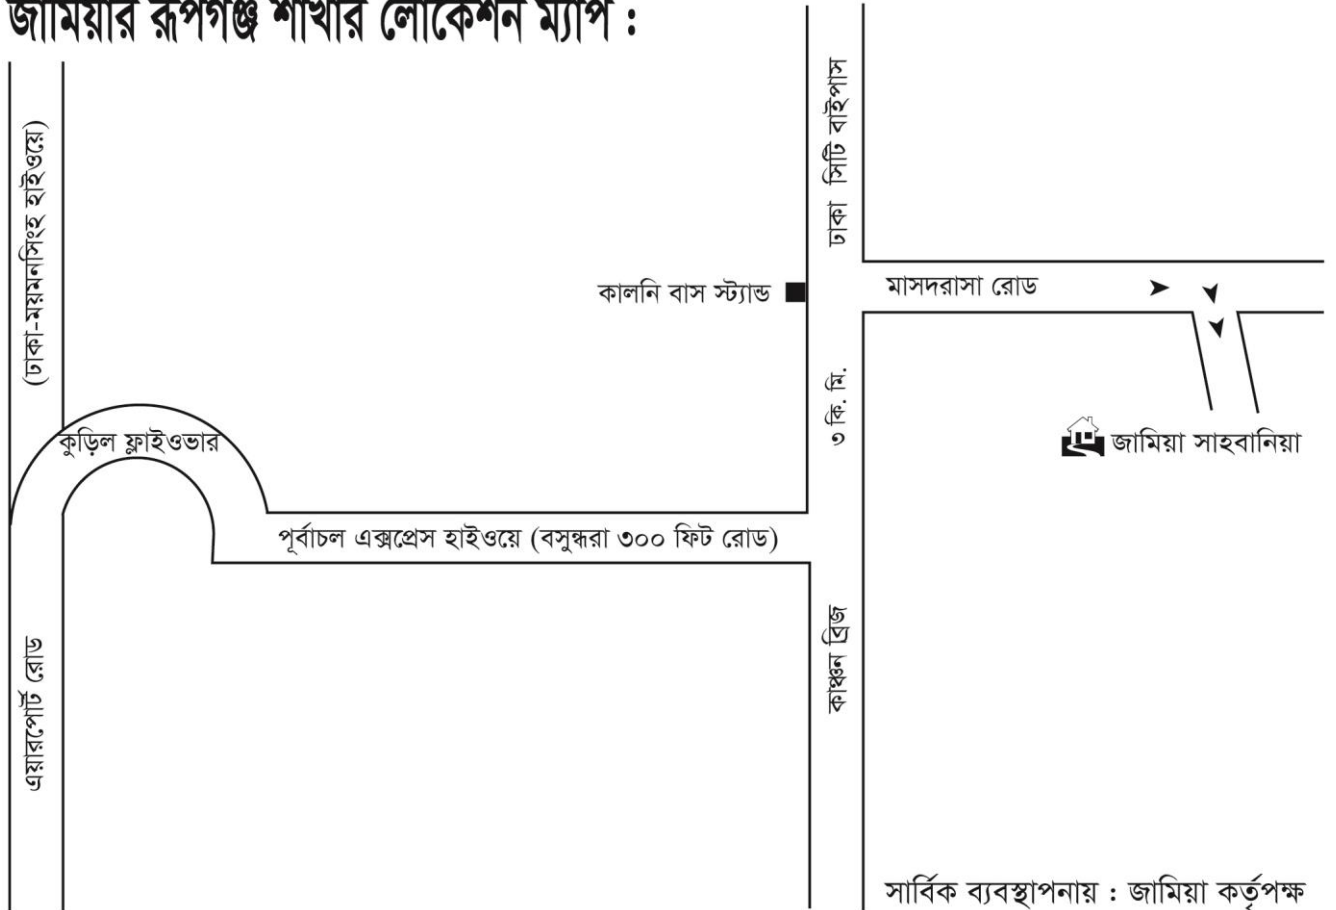 জামিয়ার রূপগঞ্জ শাখার লোকেশন ম্যাপ :
(ঢাকা-ময়মনসিংহ হাইওয়ে)
ঢাকা সিটি বাইপাস
কালনি বাস স্ট্যান্ড
মাসদরাসা রোড
৩ কি. মি.
কুড়িল ফ্লাইওভার
জামিয়া সাহবানিয়া
পূর্বাচল এক্সপ্রেস হাইওয়ে (বসুন্ধরা ৩০০ ফিট রোড)
এয়ারপোর্ট রোড
কাঞ্চন ব্রিজ
সার্বিক ব্যবস্থাপনায় : জামিয়া কর্তৃপক্ষ